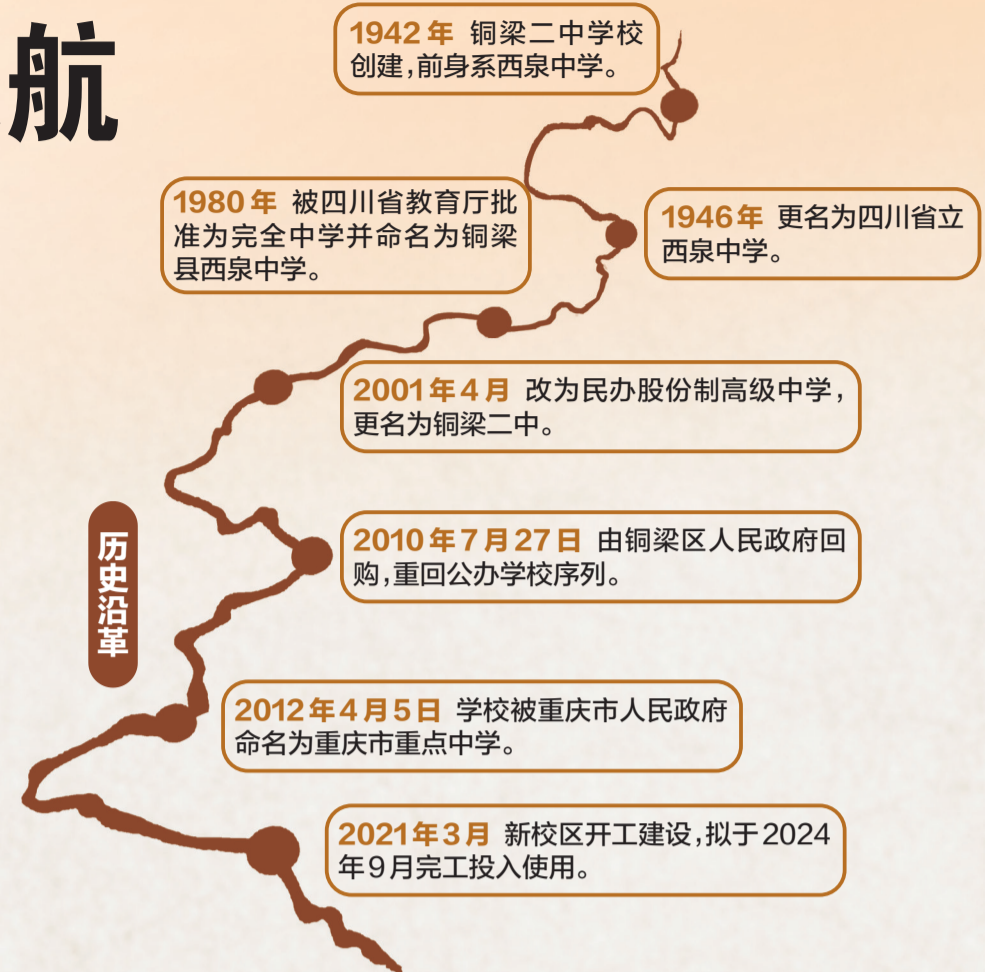 航
1942年 铜梁二中学校
创建,前身系西泉中学。
1946年 更名为四川省立
西泉中学。
1980年 被四川省教育厅批
准为完全中学并命名为铜梁
县西泉中学。
2001年4月 改为民办股份制高级中学,
更名为铜梁二中。
历史沿革
2010年7月27日 由铜梁区人民政府回
购,重回公办学校序列。
2012年4月5日 学校被重庆市人民政府
命名为重庆市重点中学。
2021年3月 新校区开工建设,拟于2024
年9月完工投入使用。